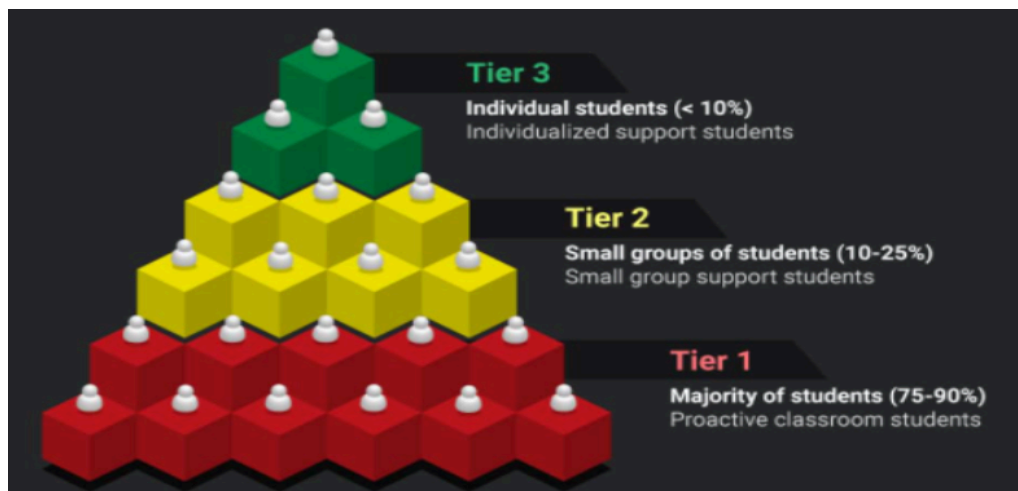 Tier 3
Individual students (< 10%)
Individualized support students
Tier 2
Small groups of students (10-25%)
Small group support students
Tier 1
Majority of students (75-90%)
Proactive classroom students